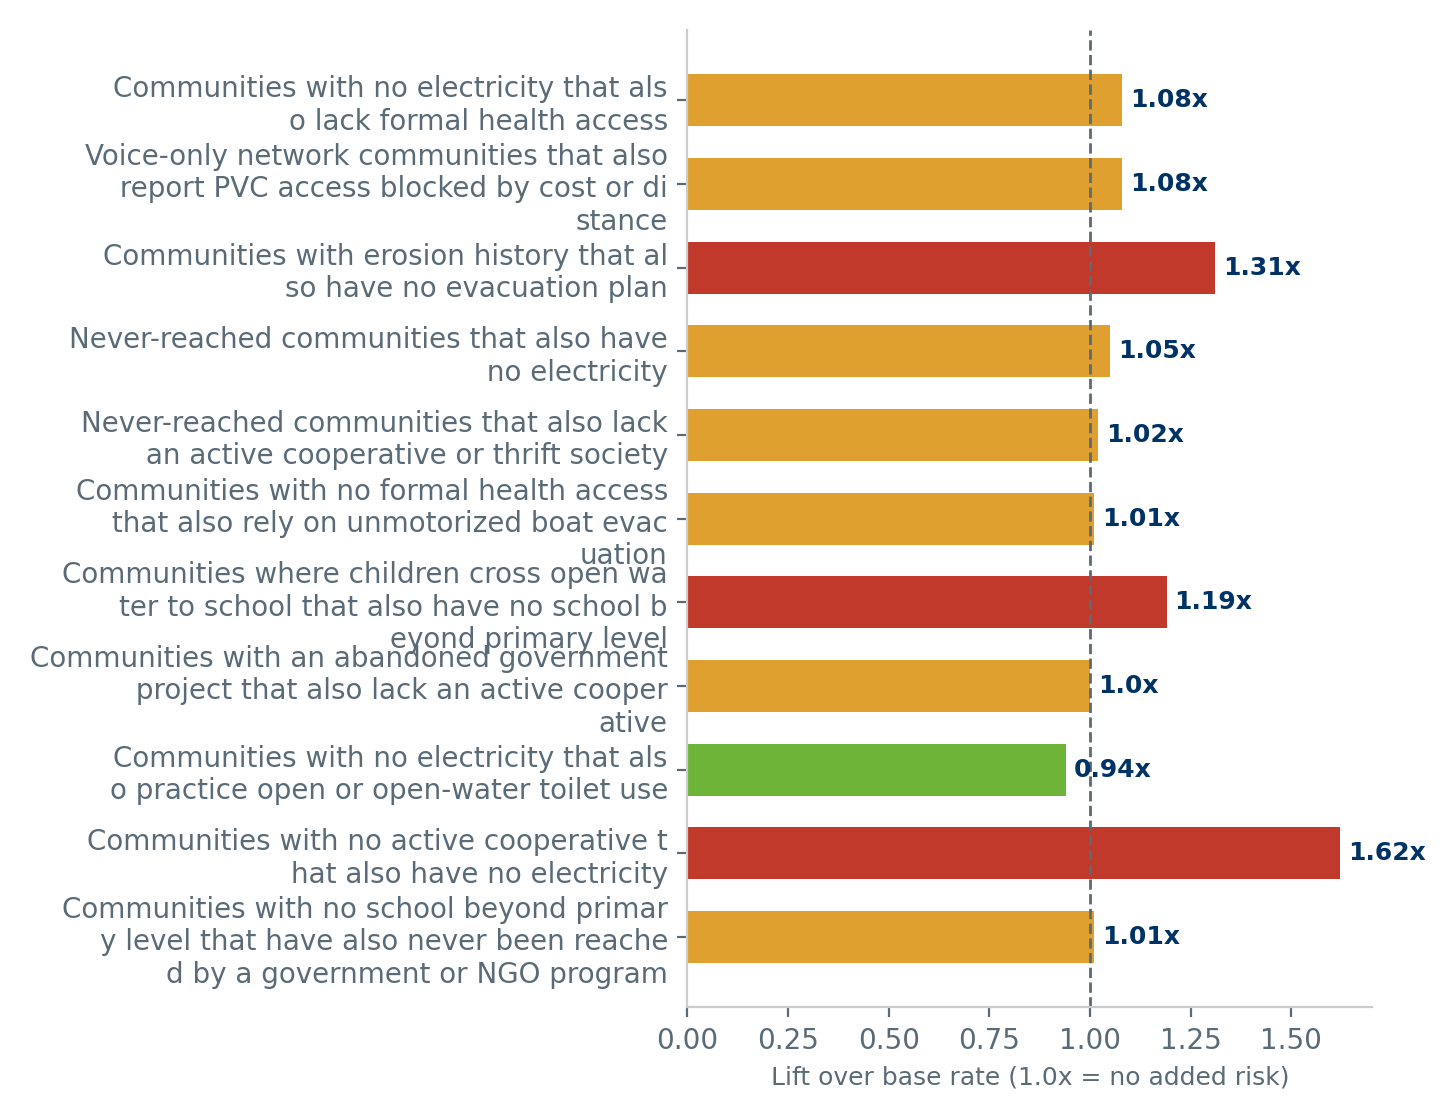 Communities with no electricity that als
o lack formal health access
1.08x
Voice-only network communities that also
report PVC access blocked by cost or di
stance
1.08x
Communities with erosion history that al
so have no evacuation plan
1.31x
Never-reached communities that also have
no electricity
1.05x
Never-reached communities that also lack
an active cooperative or thrift society
1.02x
Communities with no formal health access
that also rely on unmotorized boat evac
uation
1.01x
Communities where children cross open wa
ter to school that also have no school b
eyond primary level
1.19x
Communities with an abandoned government
project that also lack an active cooper
ative
1.0x
Communities with no electricity that als
o practice open or open-water toilet use
0.94x
Communities with no active cooperative t
hat also have no electricity
1.62x
Communities with no school beyond primar
y level that have also never been reache
d by a government or NGO program
1.01x
0.00 0.25 0.50 0.75 1.00 1.25 1.50
Lift over base rate (1.0x = no added risk)